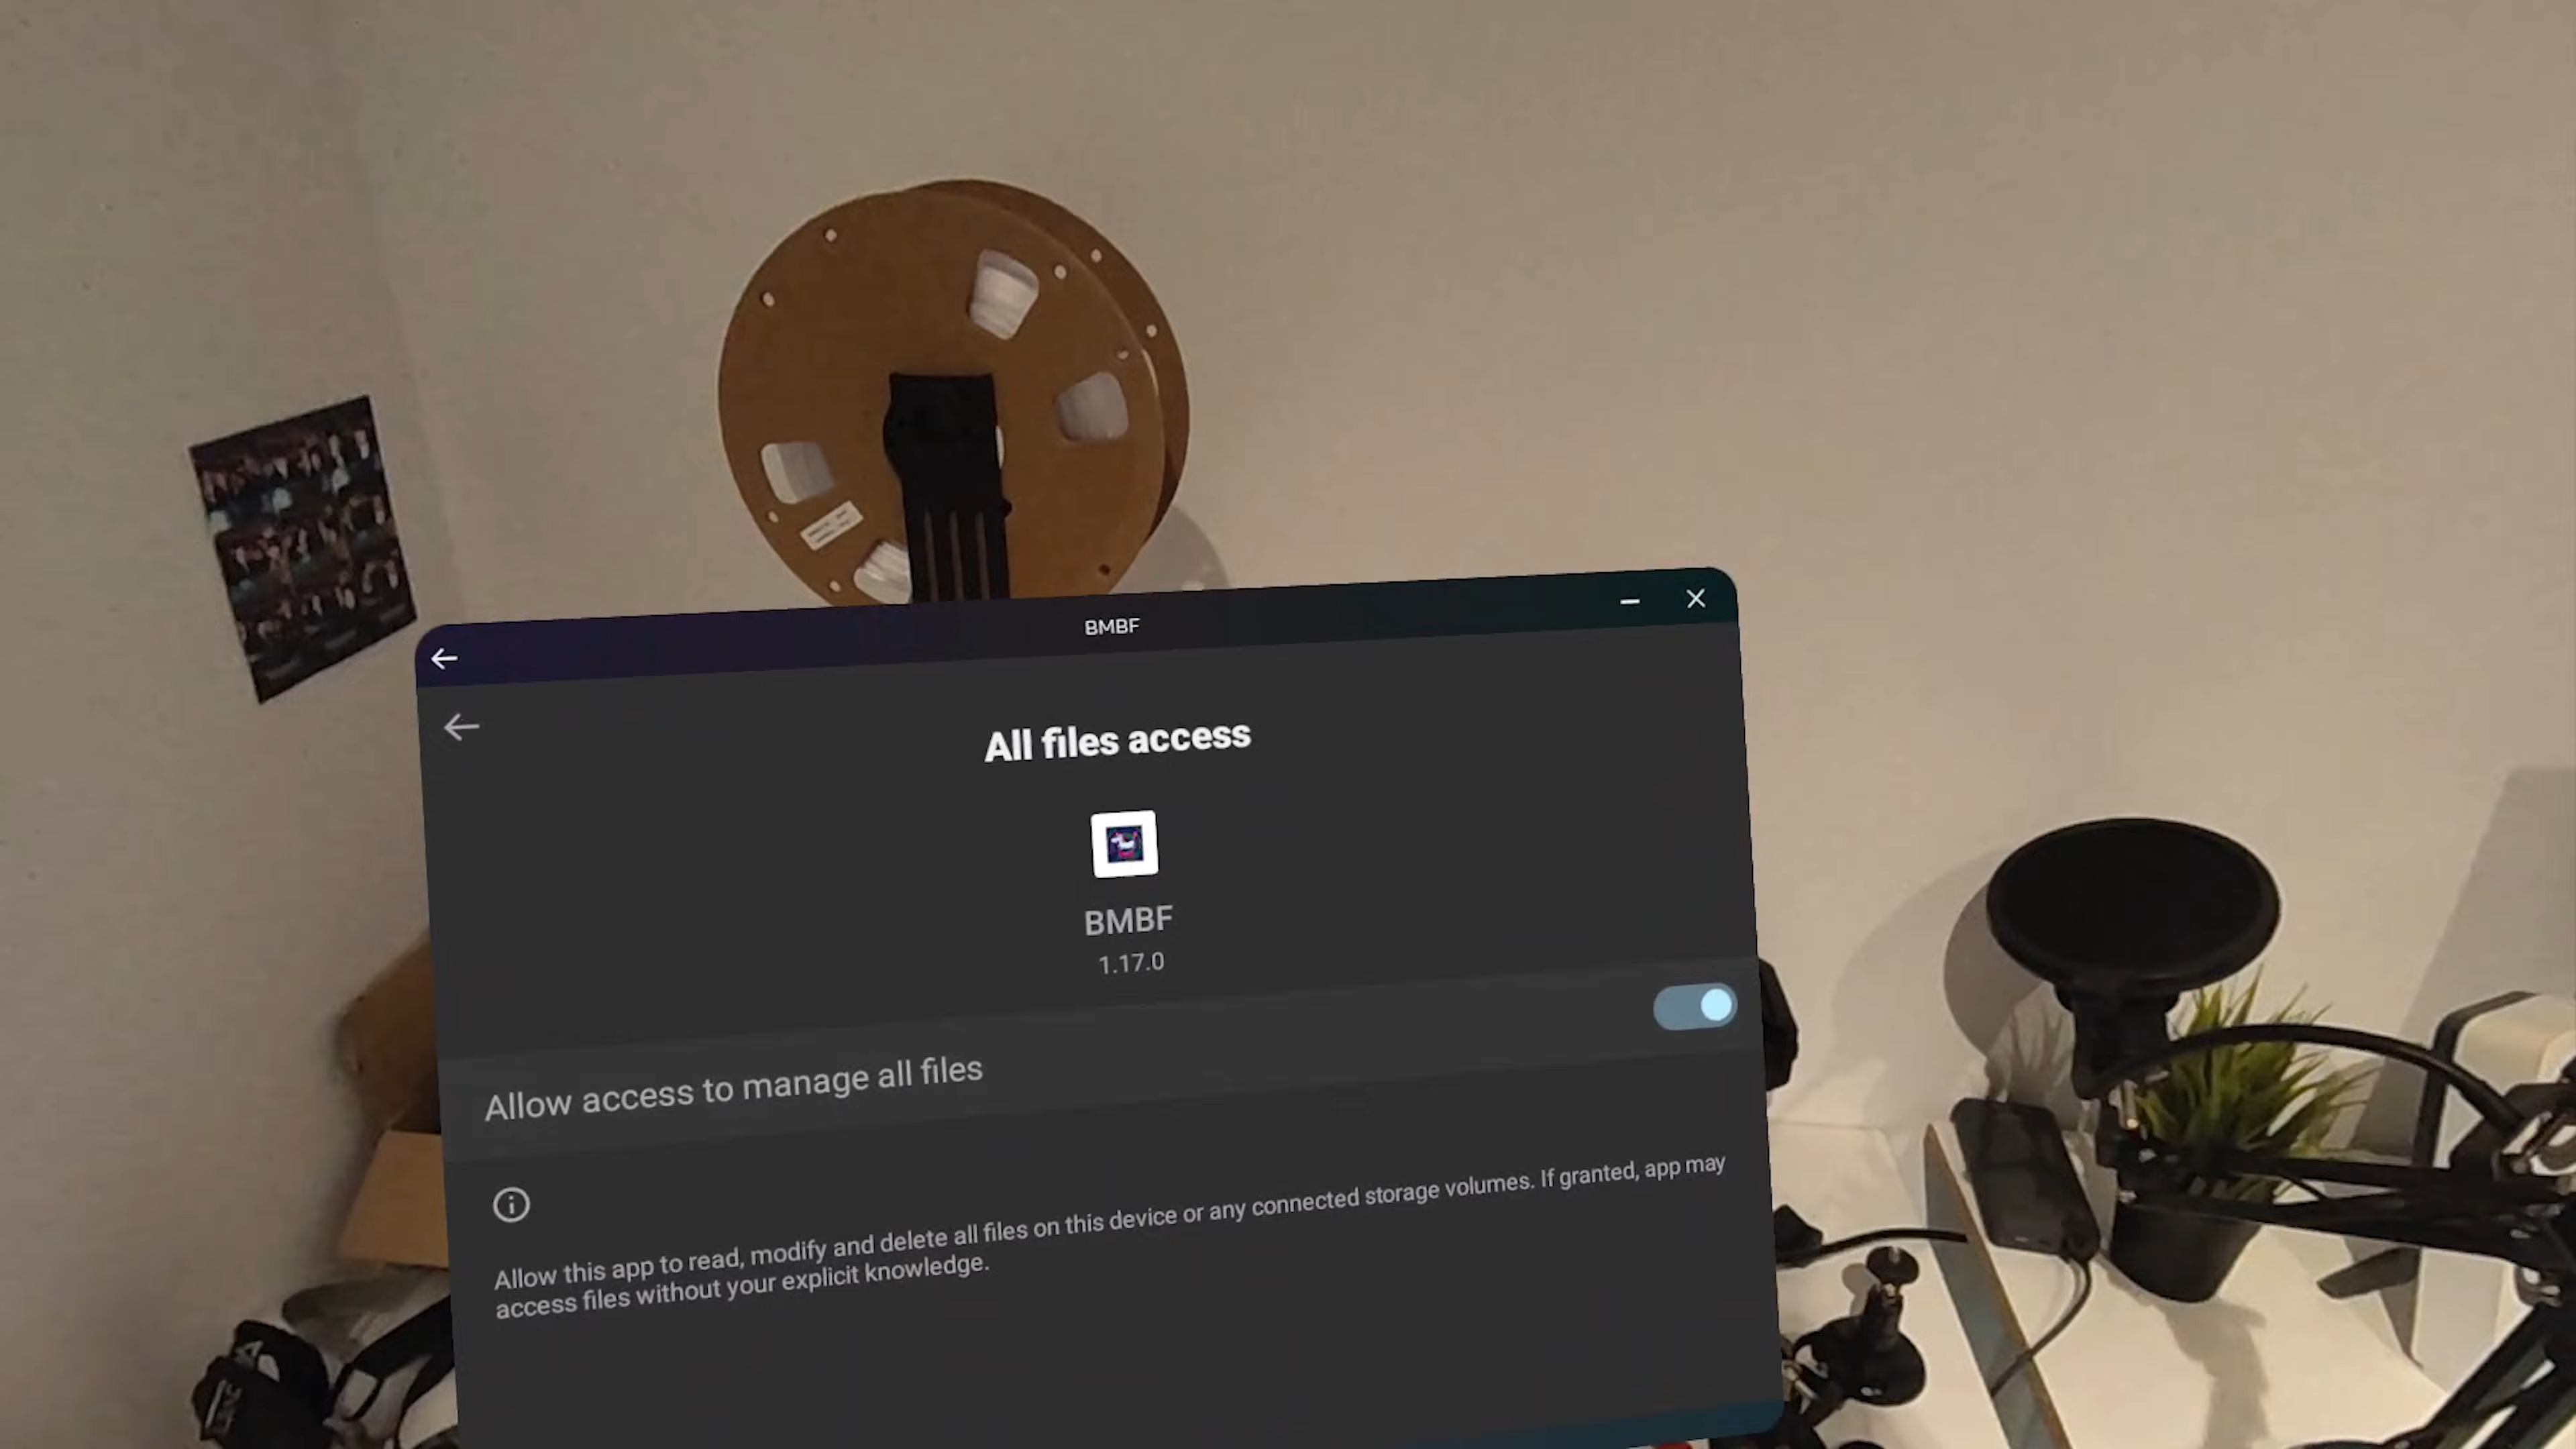 BMBF
All files access
BMBF
1.17.0
Allow access to manage all files
Allow this app to read, modify and delete all files on this device or any connected storage volumes. If granted, app may
access files without your explicit knowledge.